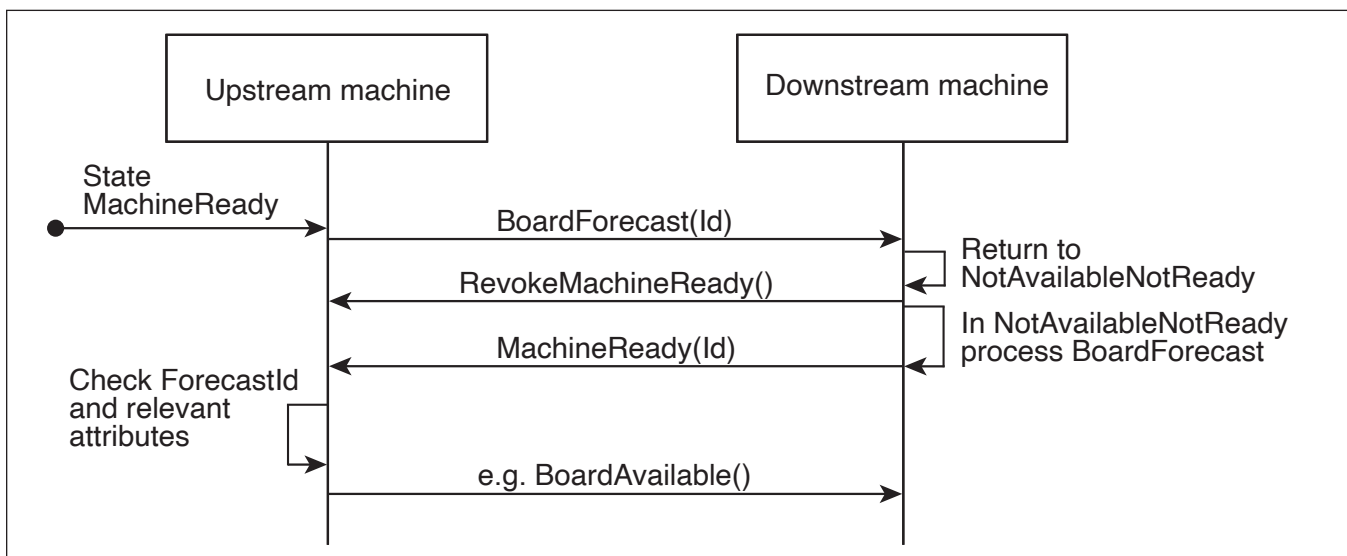 Upstream machine
Downstream machine
State
MachineReady
BoardForecast(Id)
Return to
NotAvailableNotReady
RevokeMachineReady()
In NotAvailableNotReady
process BoardForecast
MachineReady(Id)
Check ForecastId
and relevant
attributes
e.g. BoardAvailable()